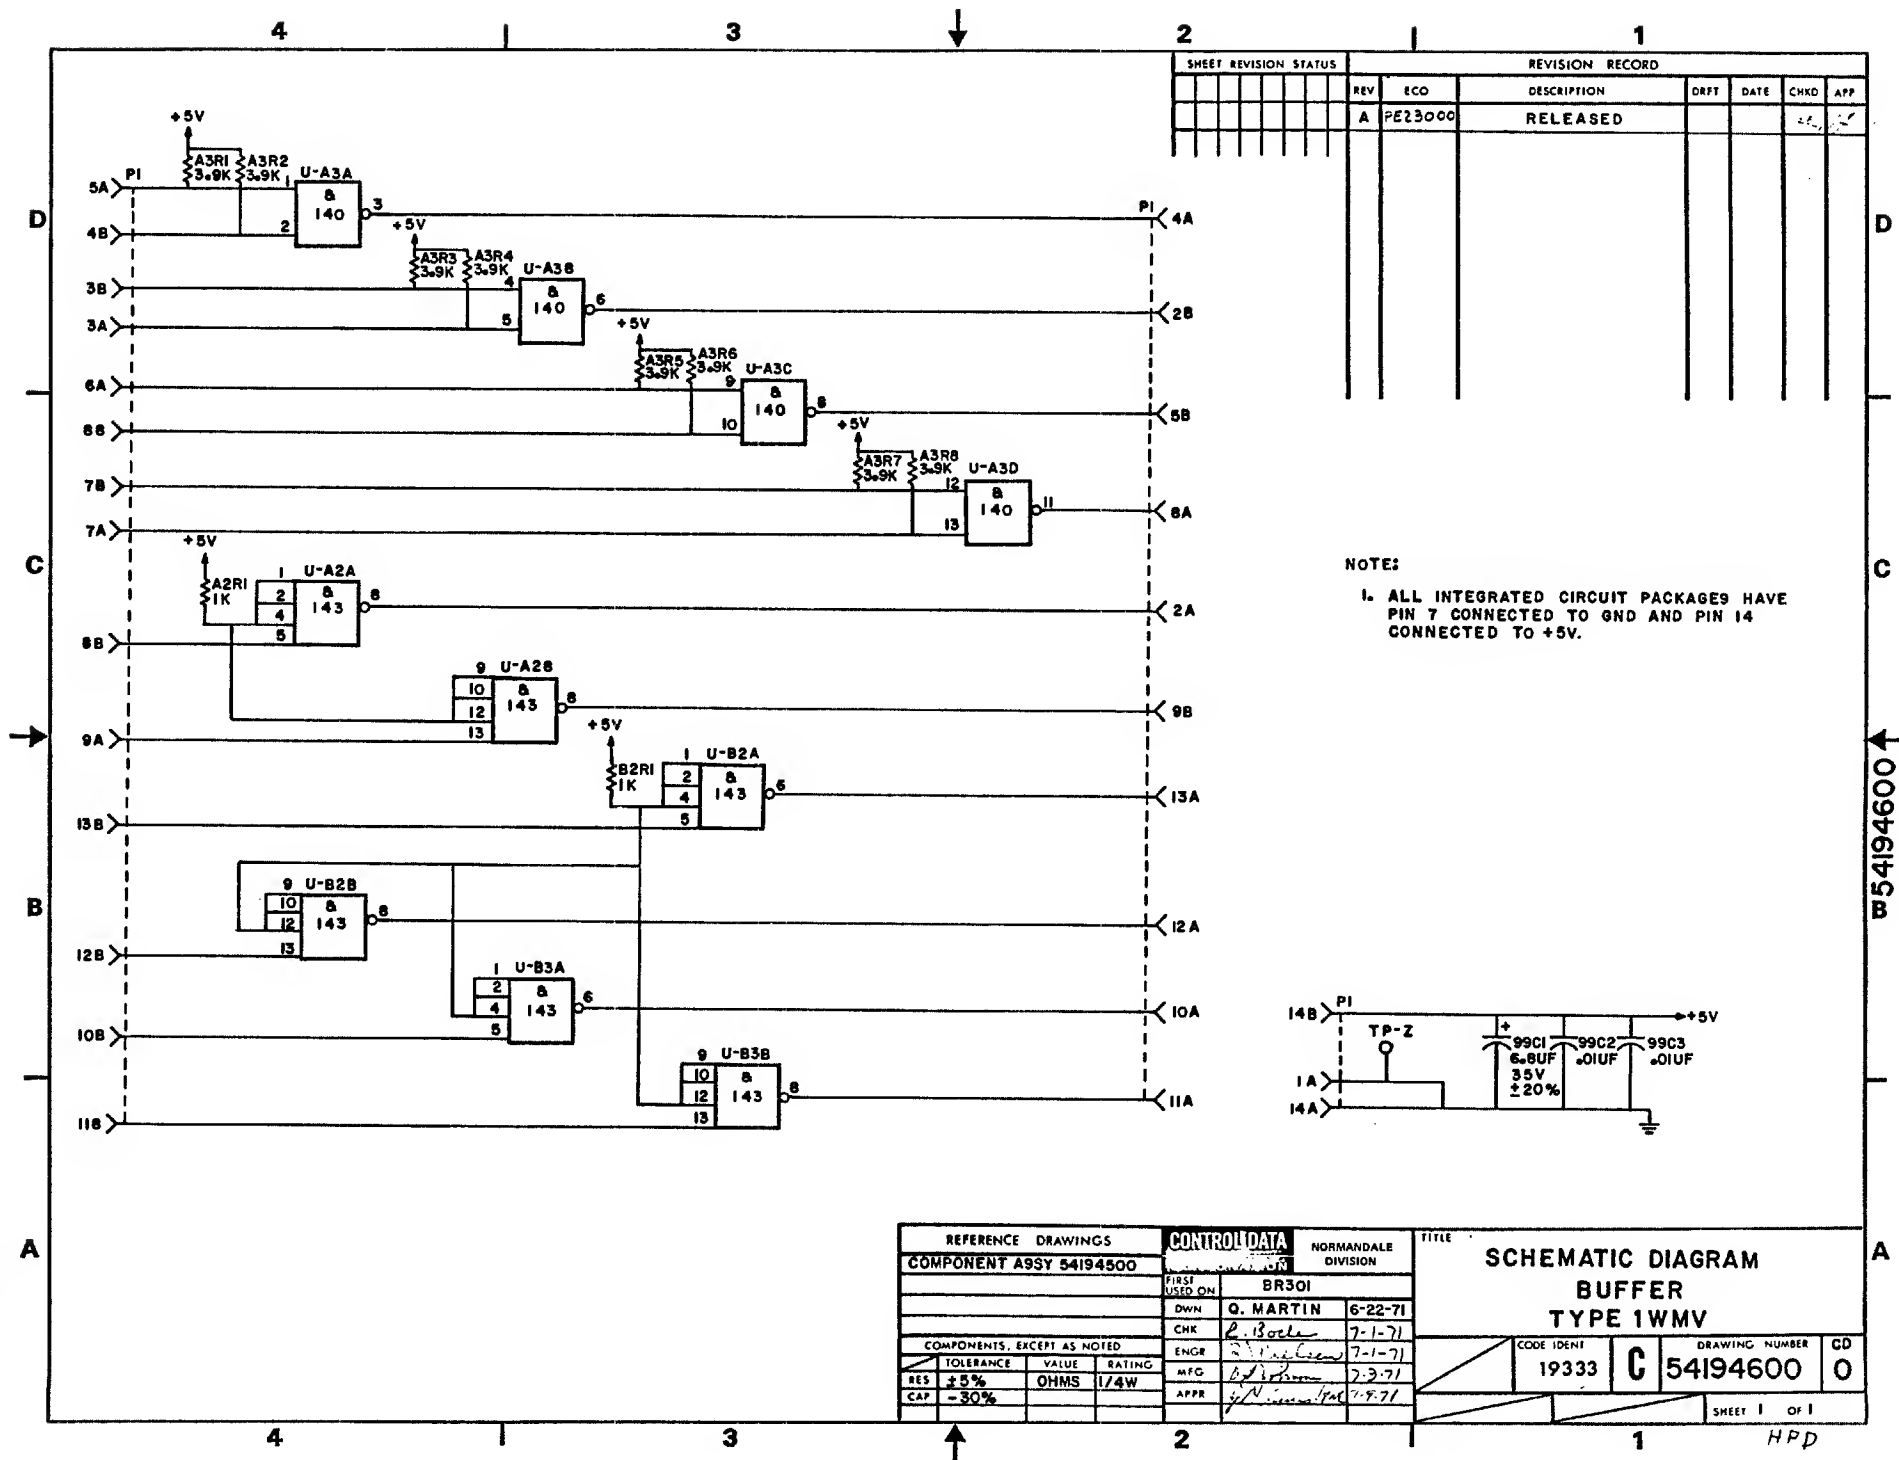 4 3 2 1
SHEET REVISION STATUS
REVISION RECORD
REV ECO DESCRIPTION DRFT DATE CHKD APP
A PE23000 RELEASED
D D
+5V
A3R1 3.9K
A3R2 3.9K
U-A3A
5A P1 1 & 140 3
4B 2
P1 4A
+5V
A3R3 3.9K
A3R4 3.9K
U-A3B
3B 4 & 140 6 2B
3A 5
+5V
A3R5 3.9K
A3R6 3.9K
U-A3C
6A 9 & 140 8 5B
6B 10
+5V
A3R7 3.9K
A3R8 3.9K
U-A3D
7B 12 & 140 11 8A
7A 13
C C
+5V
A2R1 1K
U-A2A
1 2 4 5 & 143 8 2A
8B
NOTE:
1. ALL INTEGRATED CIRCUIT PACKAGES HAVE
PIN 7 CONNECTED TO GND AND PIN 14
CONNECTED TO +5V.
U-A2B
9 10 12 13 & 143 8 9B
9A
+5V
B2R1 1K
U-B2A
1 2 4 5 & 143 6 13A
13B
B54194600
B B
U-B2B
9 10 12 13 & 143 8 12A
12B
U-B3A
1 2 4 5 & 143 6 10A
10B
U-B3B
9 10 12 13 & 143 8 11A
11B
14B P1 +5V
TP-Z
1A
14A
99C1 6.8UF 35V ±20%
99C2 .01UF
99C3 .01UF
A A
REFERENCE DRAWINGS
COMPONENT ASSY 54194500
COMPONENTS, EXCEPT AS NOTED
TOLERANCE VALUE RATING
RES ±5% OHMS 1/4W
CAP -30%
CONTROL DATA
NORMANDALE DIVISION
FIRST USED ON BR301
DWN Q. MARTIN 6-22-71
CHK 7-1-71
ENGR 7-1-71
MFG 7-3-71
APPR 7-9-71
TITLE
SCHEMATIC DIAGRAM
BUFFER
TYPE 1WMV
CODE IDENT 19333
C
DRAWING NUMBER 54194600
CD 0
SHEET 1 OF 1
4 3 2 1
HPD